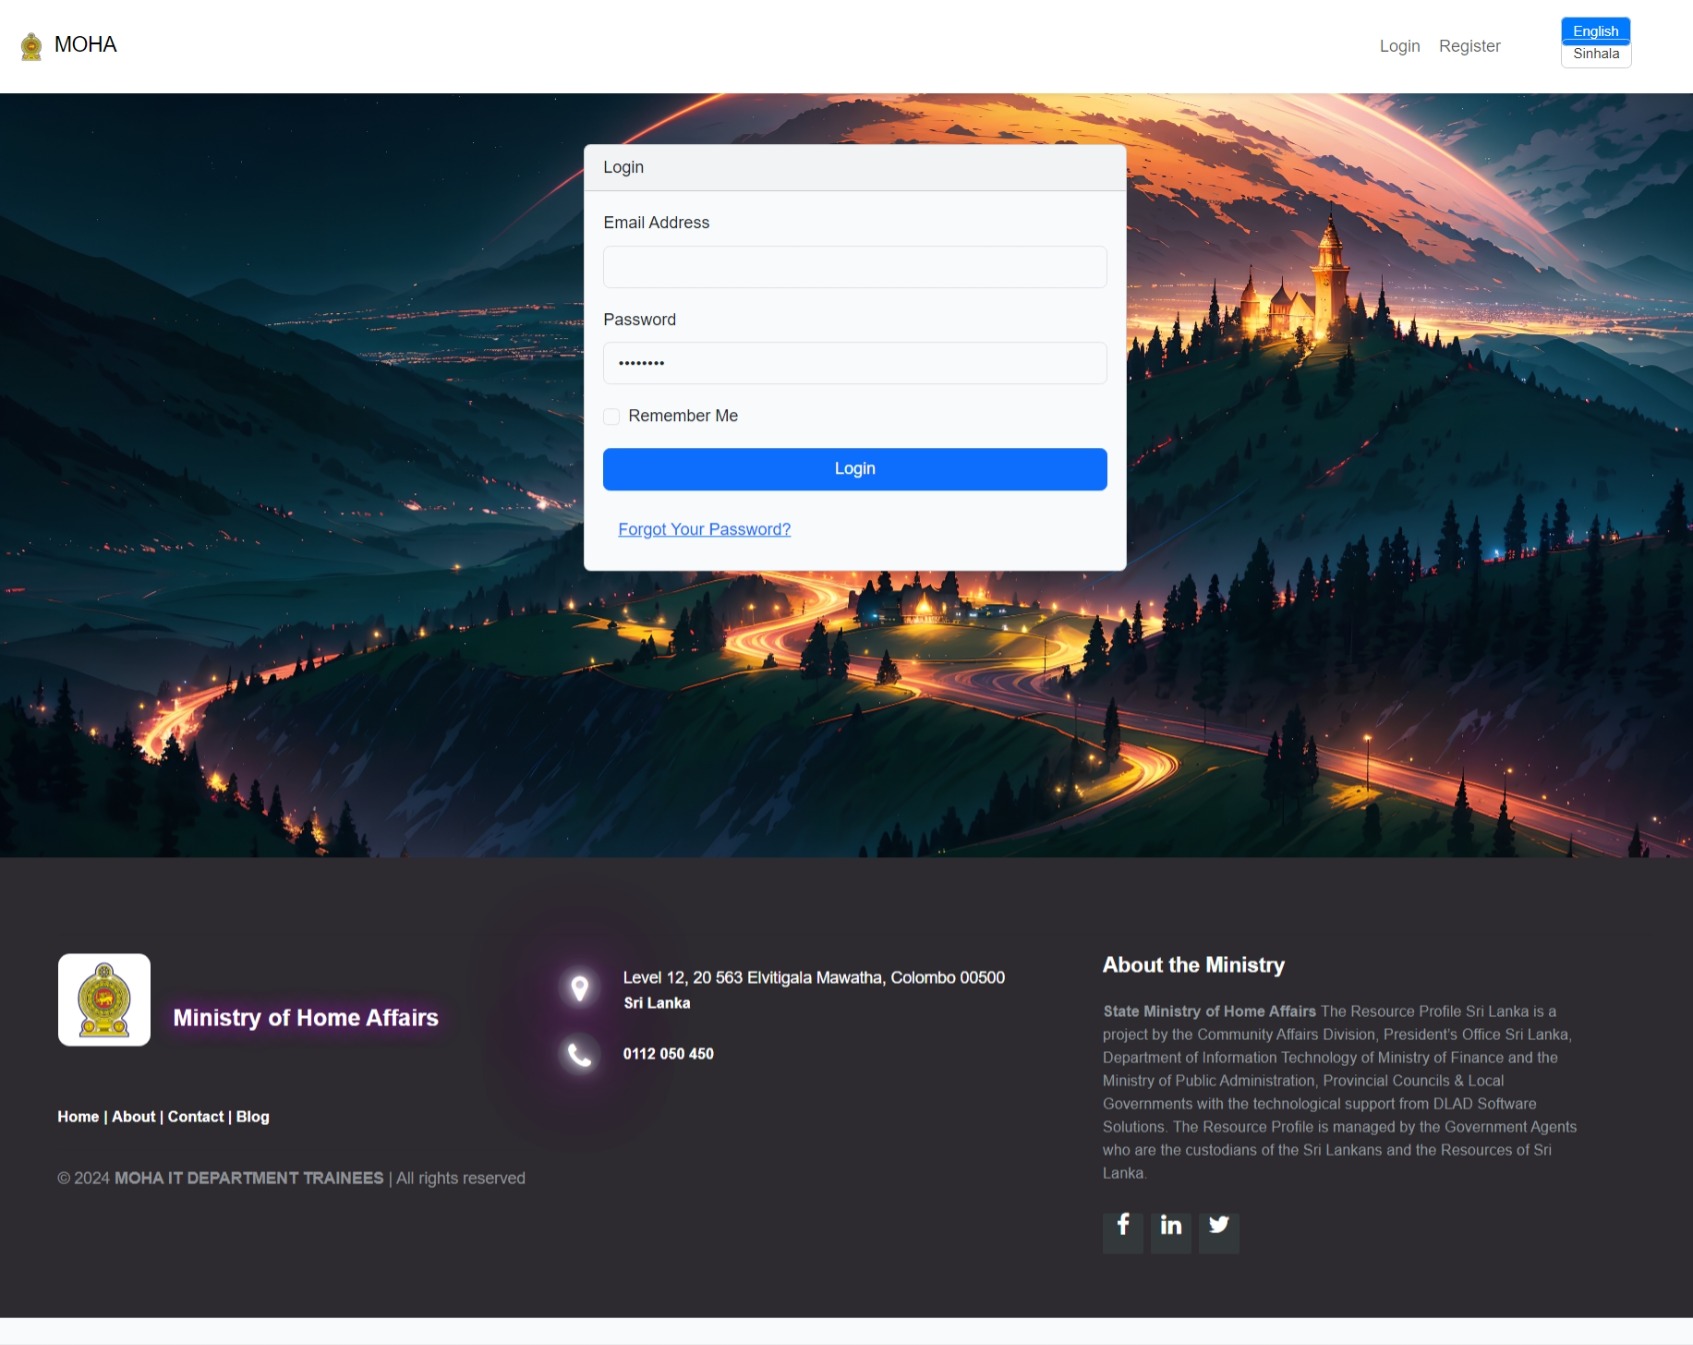 MOHA
Login Register
English
Sinhala
Login
Email Address
Password
••••••••
Remember Me
Login
Forgot Your Password?
Ministry of Home Affairs
Home | About | Contact | Blog
© 2024 MOHA IT DEPARTMENT TRAINEES | All rights reserved
Level 12, 20 563 Elvitigala Mawatha, Colombo 00500
Sri Lanka
0112 050 450
About the Ministry
State Ministry of Home Affairs The Resource Profile Sri Lanka is a
project by the Community Affairs Division, President's Office Sri Lanka,
Department of Information Technology of Ministry of Finance and the
Ministry of Public Administration, Provincial Councils & Local
Governments with the technological support from DLAD Software
Solutions. The Resource Profile is managed by the Government Agents
who are the custodians of the Sri Lankans and the Resources of Sri
Lanka.